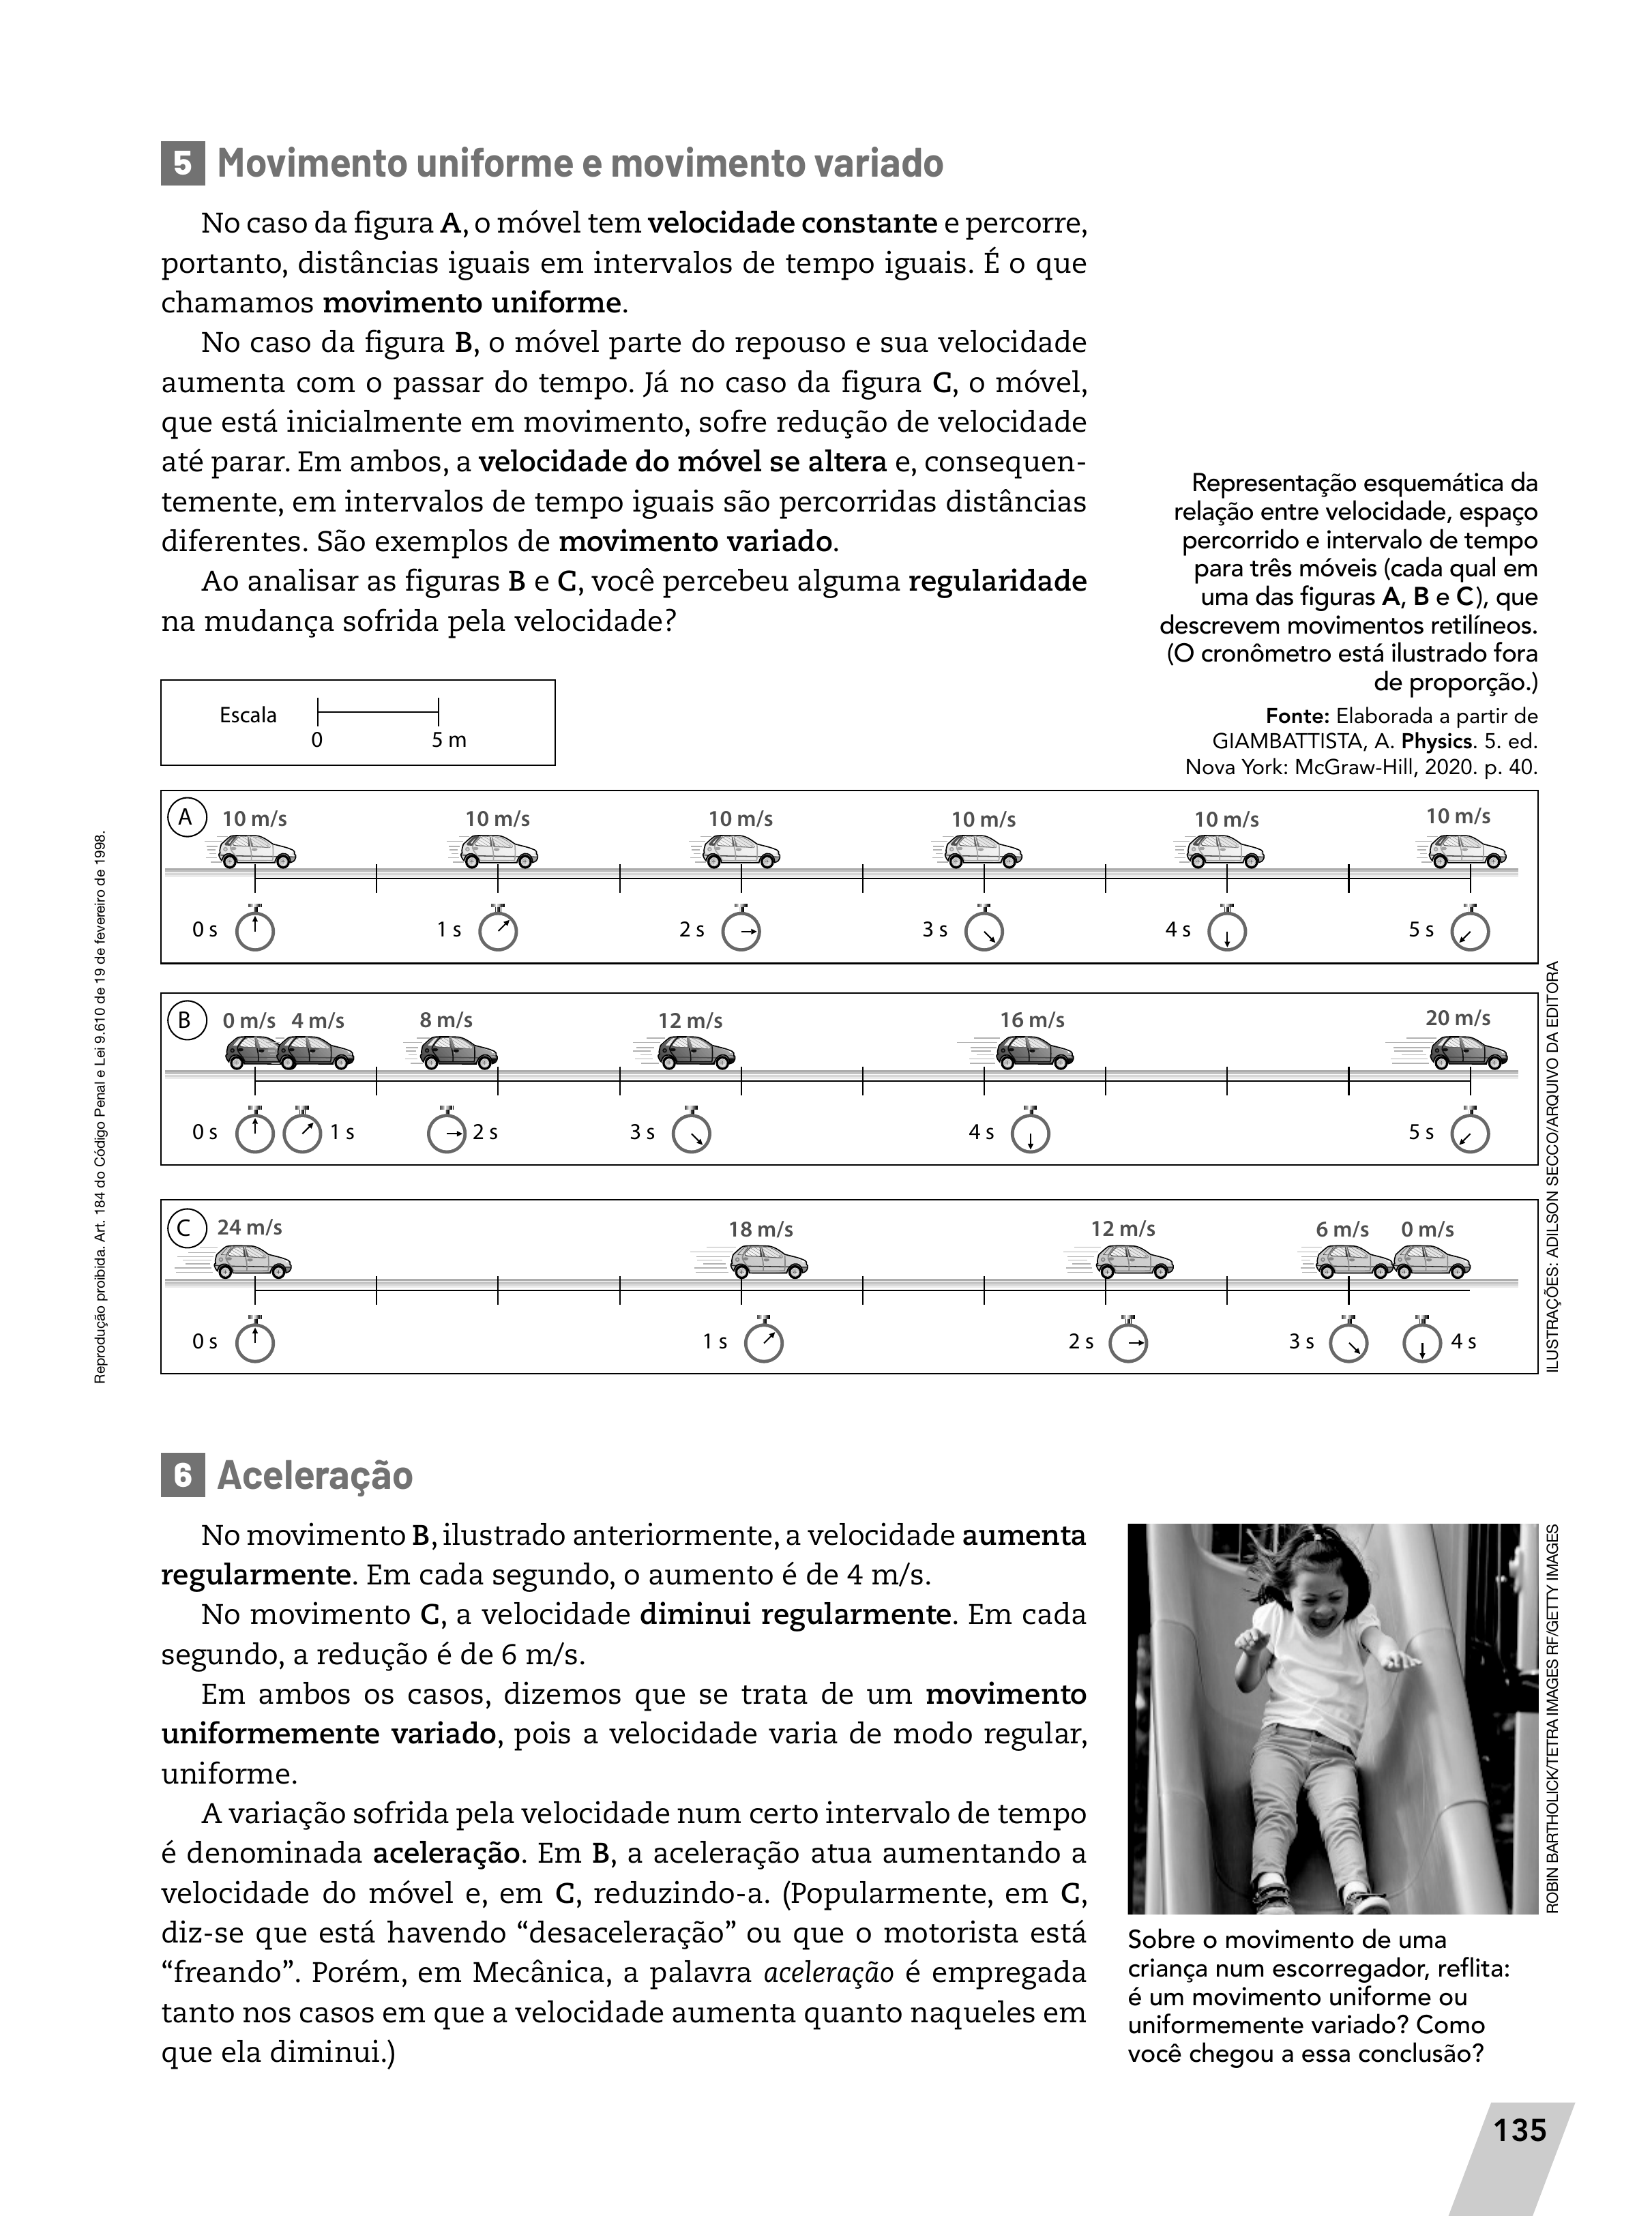 5 Movimento uniforme e movimento variado
No caso da figura A, o móvel tem velocidade constante e percorre,
portanto, distâncias iguais em intervalos de tempo iguais. É o que
chamamos movimento uniforme.
No caso da figura B, o móvel parte do repouso e sua velocidade
aumenta com o passar do tempo. Já no caso da figura C, o móvel,
que está inicialmente em movimento, sofre redução de velocidade
até parar. Em ambos, a velocidade do móvel se altera e, consequen-
temente, em intervalos de tempo iguais são percorridas distâncias
diferentes. São exemplos de movimento variado.
Ao analisar as figuras B e C, você percebeu alguma regularidade
na mudança sofrida pela velocidade?
Representação esquemática da
relação entre velocidade, espaço
percorrido e intervalo de tempo
para três móveis (cada qual em
uma das figuras A, B e C), que
descrevem movimentos retilíneos.
(O cronômetro está ilustrado fora
de proporção.)
Fonte: Elaborada a partir de
GIAMBATTISTA, A. Physics. 5. ed.
Nova York: McGraw-Hill, 2020. p. 40.
Escala
0 5 m
A 10 m/s 10 m/s 10 m/s 10 m/s 10 m/s 10 m/s
0 s 1 s 2 s 3 s 4 s 5 s
B 0 m/s 4 m/s 8 m/s 12 m/s 16 m/s 20 m/s
0 s 1 s 2 s 3 s 4 s 5 s
C 24 m/s 18 m/s 12 m/s 6 m/s 0 m/s
0 s 1 s 2 s 3 s 4 s
Reprodução proibida. Art. 184 do Código Penal e Lei 9.610 de 19 de fevereiro de 1998.
ILUSTRAÇÕES: ADILSON SECCO/ARQUIVO DA EDITORA
6 Aceleração
No movimento B, ilustrado anteriormente, a velocidade aumenta
regularmente. Em cada segundo, o aumento é de 4 m/s.
No movimento C, a velocidade diminui regularmente. Em cada
segundo, a redução é de 6 m/s.
Em ambos os casos, dizemos que se trata de um movimento
uniformemente variado, pois a velocidade varia de modo regular,
uniforme.
A variação sofrida pela velocidade num certo intervalo de tempo
é denominada aceleração. Em B, a aceleração atua aumentando a
velocidade do móvel e, em C, reduzindo-a. (Popularmente, em C,
diz-se que está havendo “desaceleração” ou que o motorista está
“freando”. Porém, em Mecânica, a palavra aceleração é empregada
tanto nos casos em que a velocidade aumenta quanto naqueles em
que ela diminui.)
ROBIN BARTHOLICK/TETRA IMAGES RF/GETTY IMAGES
Sobre o movimento de uma
criança num escorregador, reflita:
é um movimento uniforme ou
uniformemente variado? Como
você chegou a essa conclusão?
135